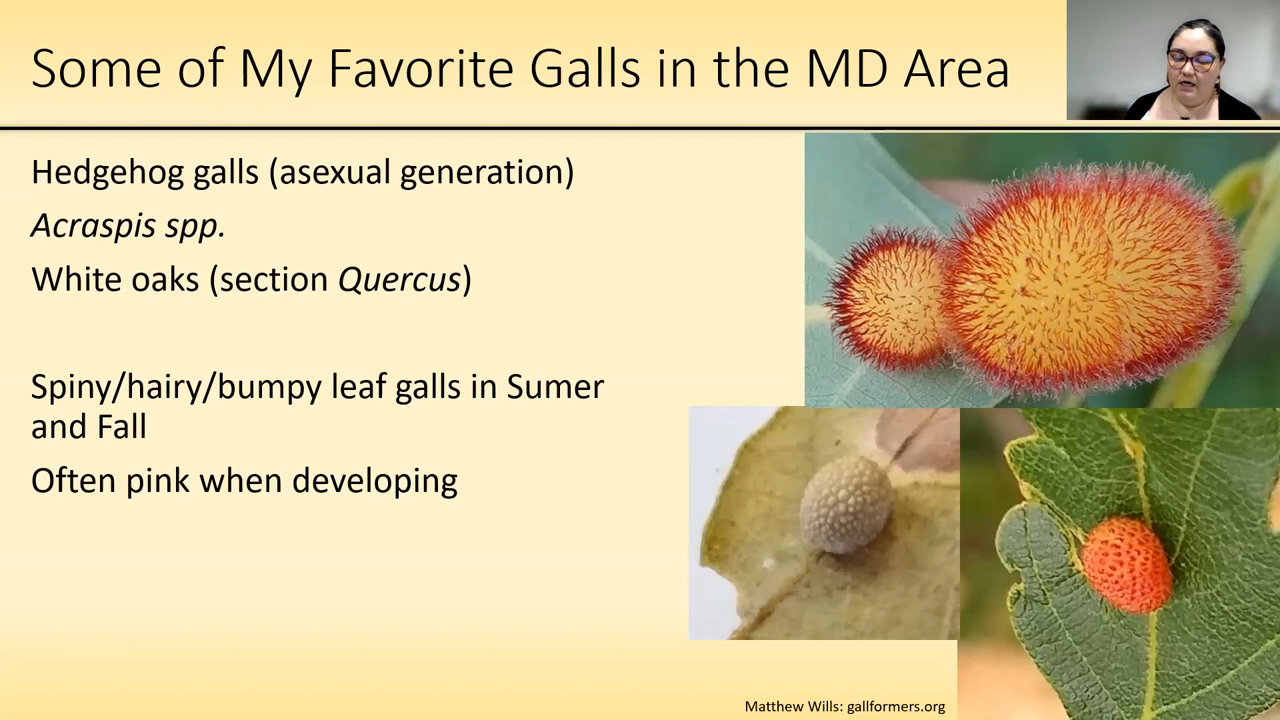 Some of My Favorite Galls in the MD Area
Hedgehog galls (asexual generation)
Acraspis spp.
White oaks (section Quercus)
Spiny/hairy/bumpy leaf galls in Sumer
and Fall
Often pink when developing
Matthew Wills: gallformers.org